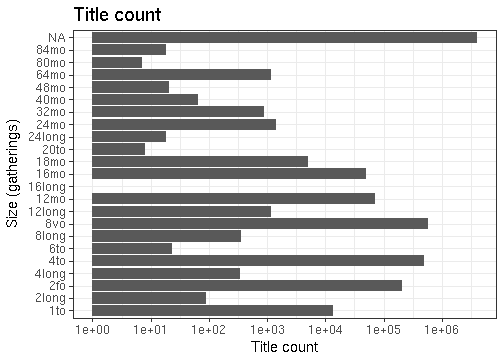 Title count
Size (gatherings)
NA
84mo
80mo
64mo
48mo
40mo
32mo
24mo
24long
20to
18mo
16mo
16long
12mo
12long
8vo
8long
6to
4to
4long
2fo
2long
1to
1e+00 1e+01 1e+02 1e+03 1e+04 1e+05 1e+06
Title count